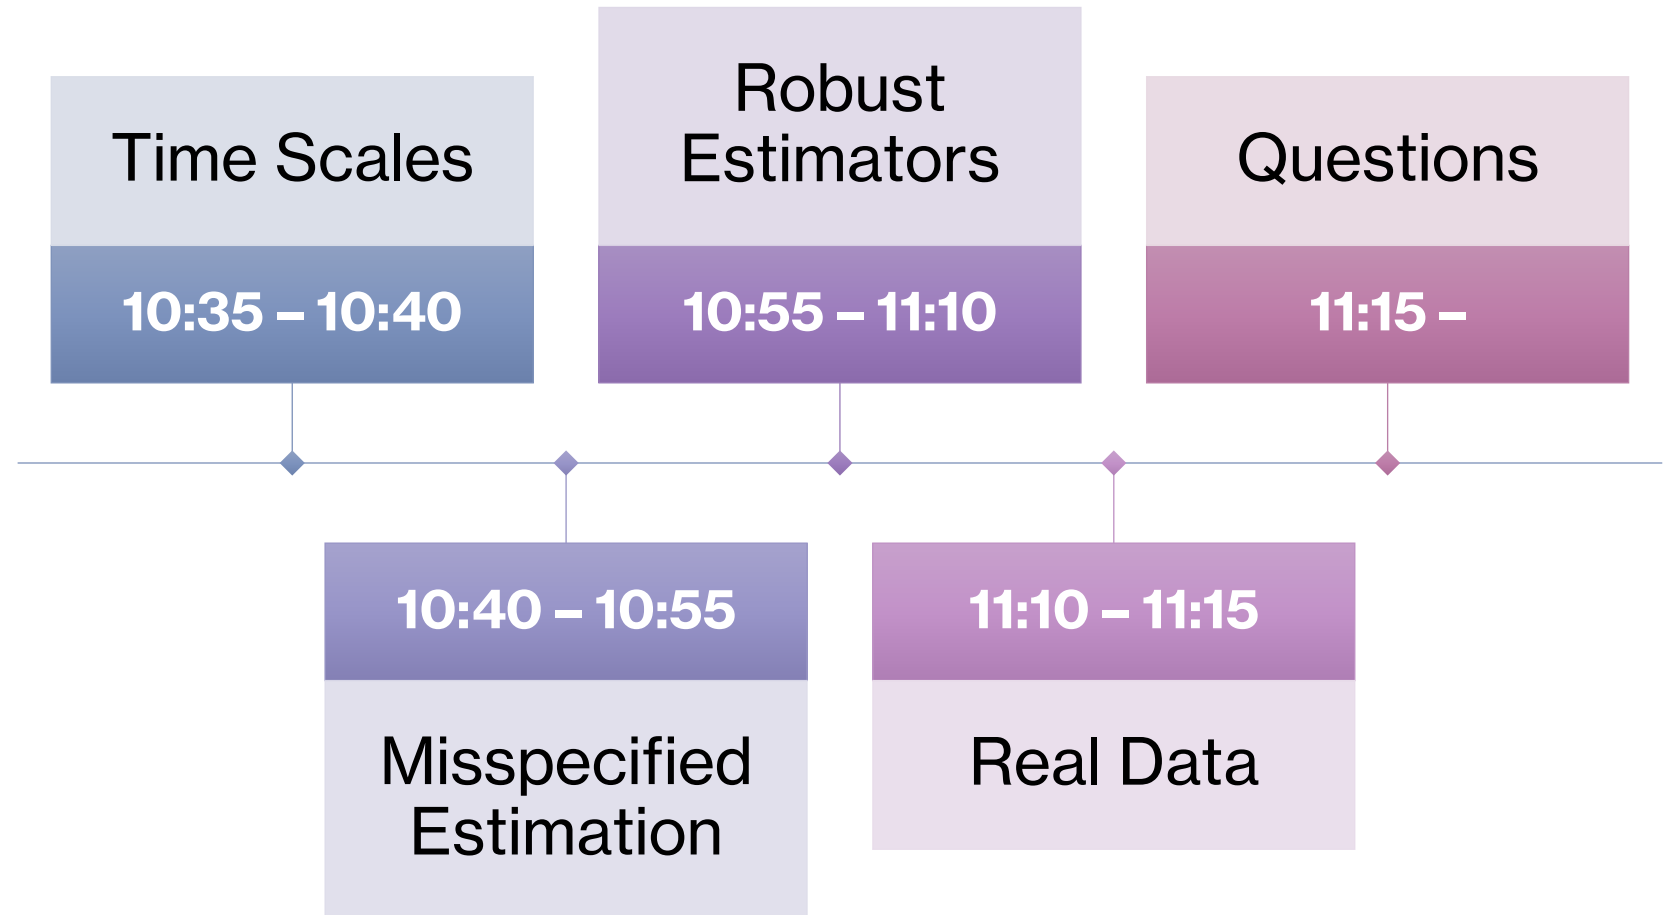 Time Scales
10:35 – 10:40
10:40 – 10:55
Misspecified
Estimation
Robust
Estimators
10:55 – 11:10
11:10 – 11:15
Real Data
Questions
11:15 –